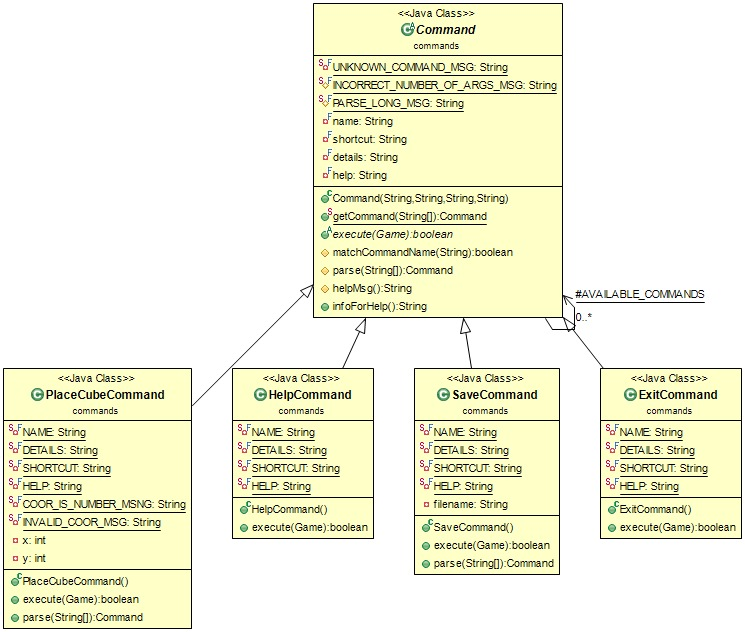 <<Java Class>>
Command
commands
UNKNOWN_COMMAND_MSG: String
INCORRECT_NUMBER_OF_ARGS_MSG: String
PARSE_LONG_MSG: String
name: String
shortcut: String
details: String
help: String
Command(String,String,String,String)
getCommand(String[]):Command
execute(Game):boolean
matchCommandName(String):boolean
parse(String[]):Command
helpMsg():String
infoForHelp():String
#AVAILABLE_COMMANDS
0..*
<<Java Class>>
PlaceCubeCommand
commands
NAME: String
DETAILS: String
SHORTCUT: String
HELP: String
COOR_IS_NUMBER_MSNG: String
INVALID_COOR_MSG: String
x: int
y: int
PlaceCubeCommand()
execute(Game):boolean
parse(String[]):Command
<<Java Class>>
HelpCommand
commands
NAME: String
DETAILS: String
SHORTCUT: String
HELP: String
HelpCommand()
execute(Game):boolean
<<Java Class>>
SaveCommand
commands
NAME: String
DETAILS: String
SHORTCUT: String
HELP: String
filename: String
SaveCommand()
execute(Game):boolean
parse(String[]):Command
<<Java Class>>
ExitCommand
commands
NAME: String
DETAILS: String
SHORTCUT: String
HELP: String
ExitCommand()
execute(Game):boolean